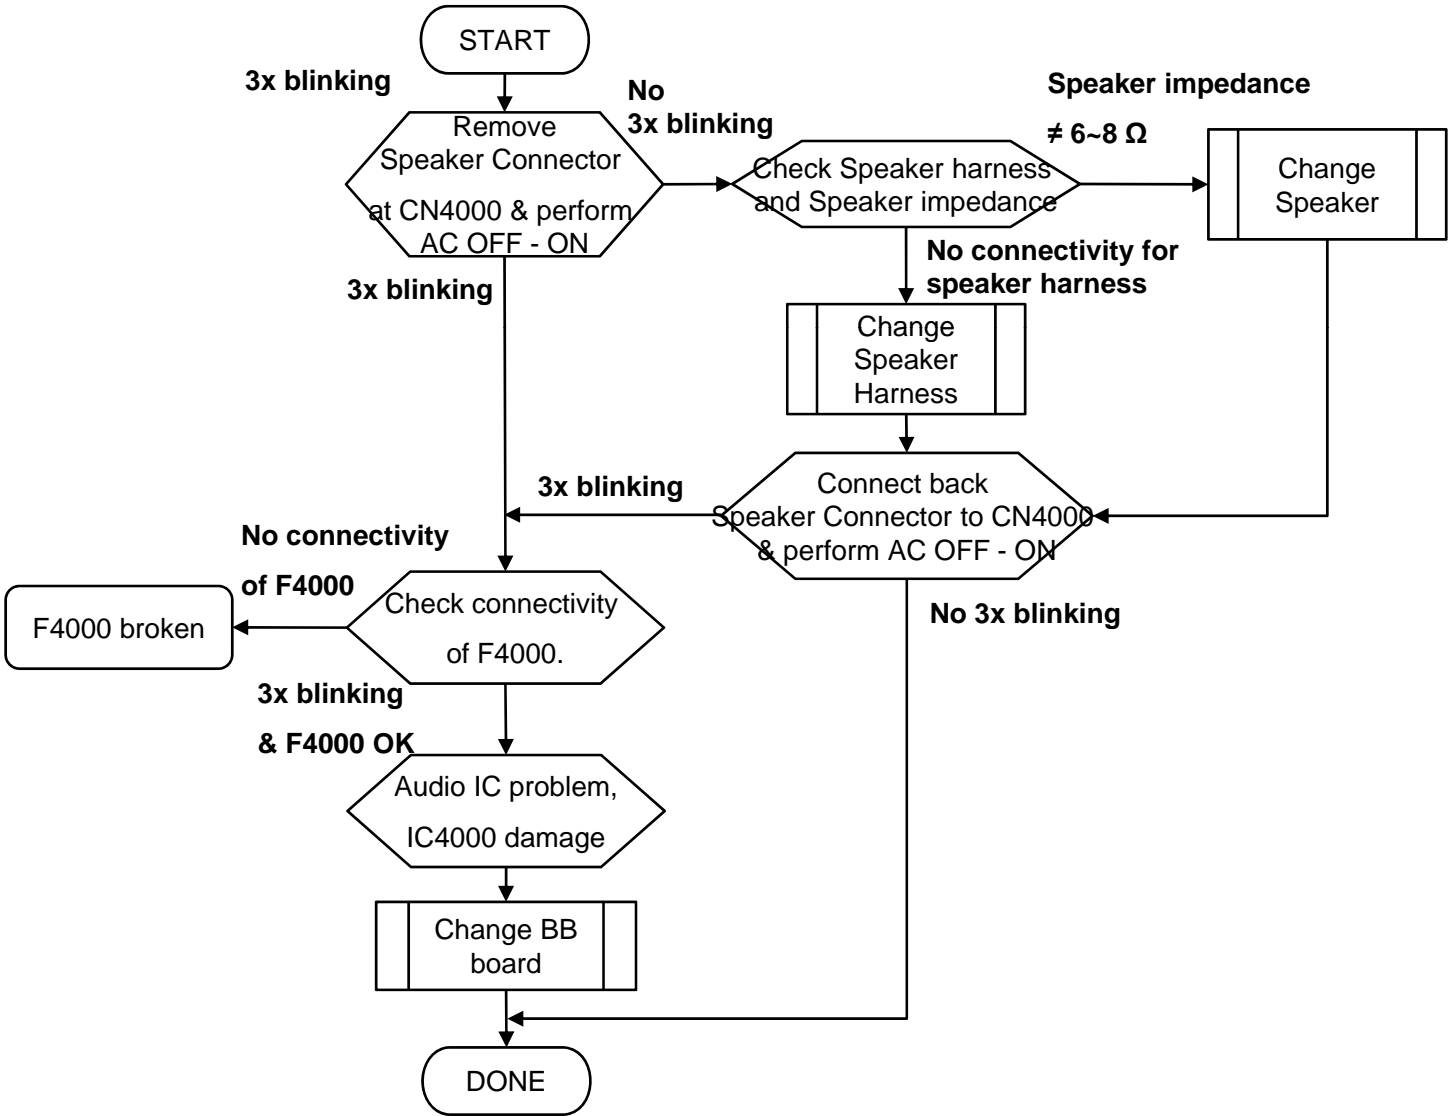 START
3x blinking
No
3x blinking
Speaker impedance
≠ 6~8 Ω
Remove
Speaker Connector
at CN4000 & perform
AC OFF - ON
Check Speaker harness
and Speaker impedance
Change
Speaker
No connectivity for
speaker harness
3x blinking
Change
Speaker
Harness
3x blinking
Connect back
Speaker Connector to CN4000
& perform AC OFF - ON
No connectivity
of F4000
F4000 broken
Check connectivity
of F4000.
No 3x blinking
3x blinking
& F4000 OK
Audio IC problem,
IC4000 damage
Change BB
board
DONE